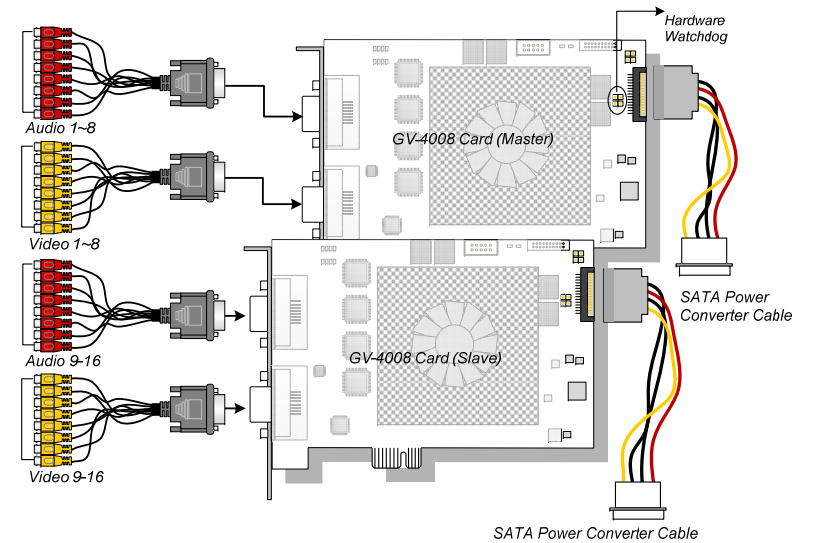 Hardware
Watchdog
Audio 1~8
GV-4008 Card (Master)
Video 1~8
SATA Power
Converter Cable
Audio 9-16
GV-4008 Card (Slave)
Video 9-16
SATA Power Converter Cable